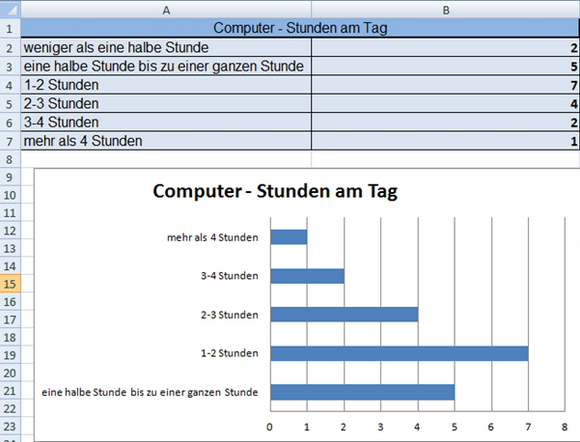 A B
1 Computer - Stunden am Tag
2 weniger als eine halbe Stunde 2
3 eine halbe Stunde bis zu einer ganzen Stunde 5
4 1-2 Stunden 7
5 2-3 Stunden 4
6 3-4 Stunden 2
7 mehr als 4 Stunden 1
8
9
10
11
12
13
14
15
16
17
18
19
20
21
22
23
Computer - Stunden am Tag
mehr als 4 Stunden
3-4 Stunden
2-3 Stunden
1-2 Stunden
eine halbe Stunde bis zu einer ganzen Stunde
0 1 2 3 4 5 6 7 8